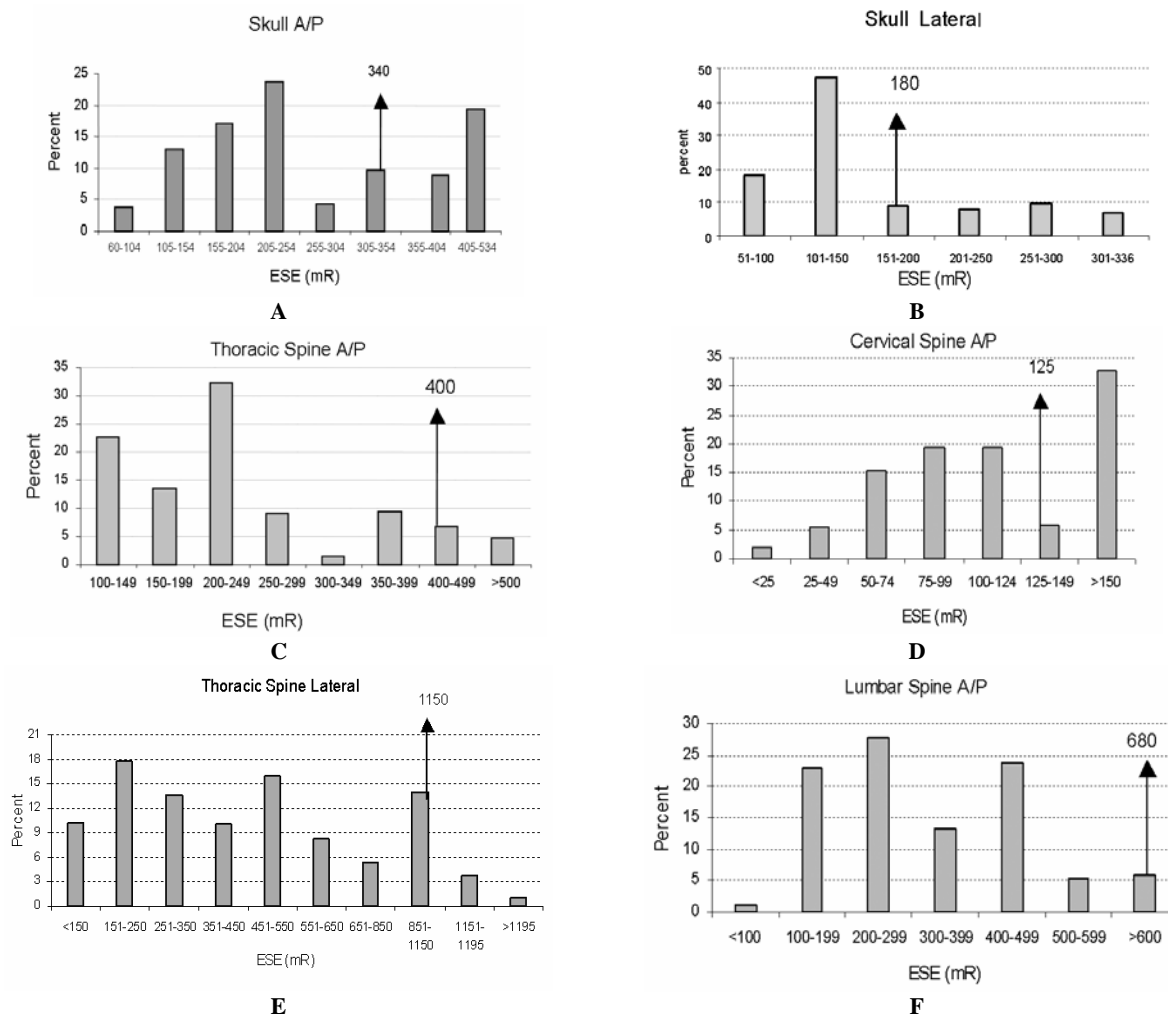 Skull A/P
340
25
20
15
10
5
0
Percent
60-104 105-154 155-204 205-254 255-304 305-354 355-404 405-534
ESE (mR)
A
Skull Lateral
180
50
40
30
20
10
0
percent
51-100 101-150 151-200 201-250 251-300 301-336
ESE (mR)
B
Thoracic Spine A/P
400
35
30
25
20
15
10
5
0
Percent
100-149 150-199 200-249 250-299 300-349 350-399 400-499 >500
ESE (mR)
C
Cervical Spine A/P
125
35
30
25
20
15
10
5
0
Percent
<25 25-49 50-74 75-99 100-124 125-149 >150
ESE (mR)
D
Thoracic Spine Lateral
1150
21
18
15
12
9
6
3
0
Percent
<150 151-250 251-350 351-450 451-550 551-650 651-850 851-1150 1151-1195 >1195
ESE (mR)
E
Lumbar Spine A/P
680
30
25
20
15
10
5
0
Percent
<100 100-199 200-299 300-399 400-499 500-599 >600
ESE (mR)
F